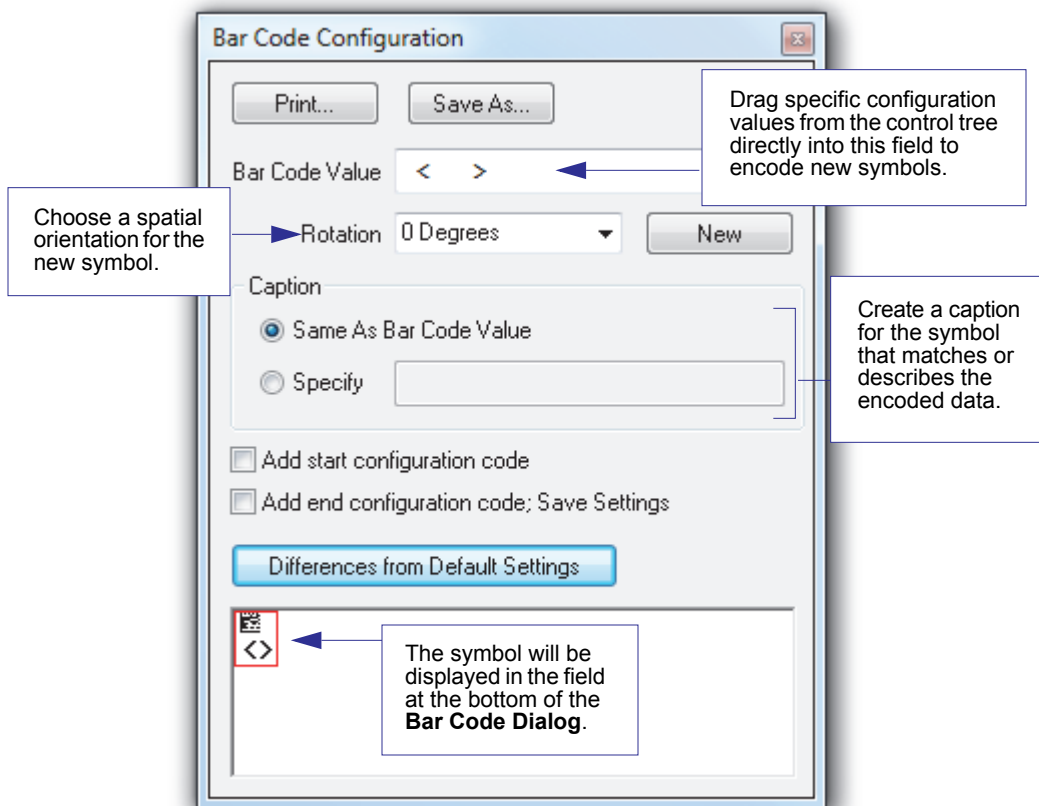 Bar Code Configuration
Print...
Save As...
Drag specific configuration
values from the control tree
directly into this field to
encode new symbols.
Bar Code Value
< >
Choose a spatial
orientation for the
new symbol.
Rotation
0 Degrees
New
Caption
Same As Bar Code Value
Specify
Create a caption
for the symbol
that matches or
describes the
encoded data.
Add start configuration code
Add end configuration code; Save Settings
Differences from Default Settings
<>
The symbol will be
displayed in the field
at the bottom of the
Bar Code Dialog.